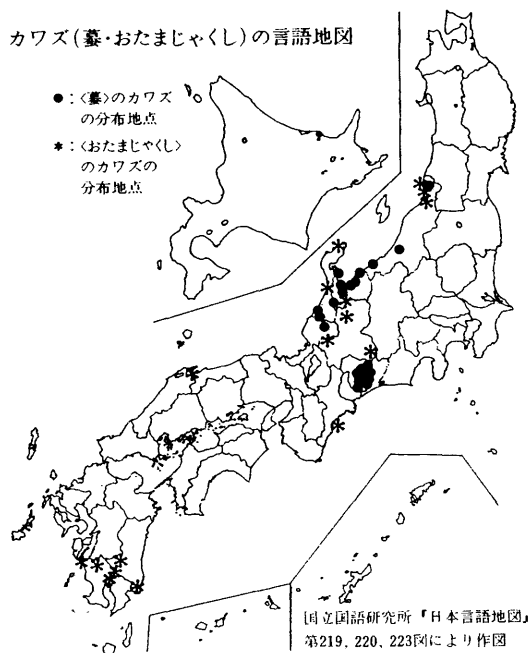 カワズ(蟇・おたまじゃくし)の言語地図
●:〈蟇〉のカワズ
の分布地点
*:〈おたまじゃくし〉
のカワズの
分布地点
国立国語研究所『日本言語地図』
第219, 220, 223図により作図